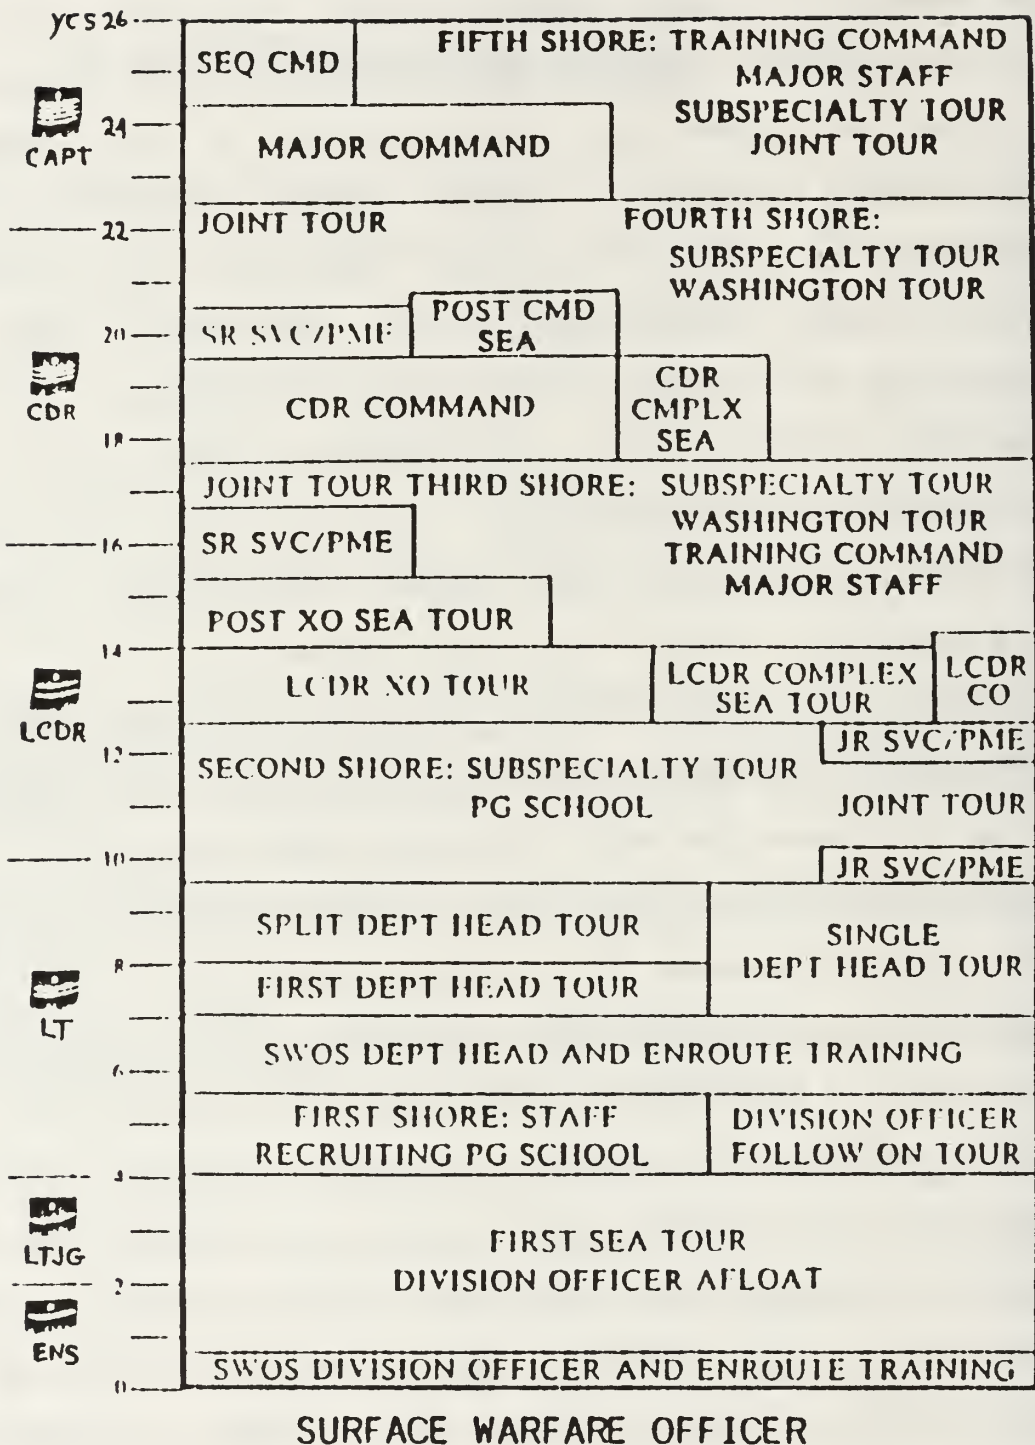 YCS 26
SEQ CMD
FIFTH SHORE: TRAINING COMMAND
MAJOR STAFF
SUBSPECIALTY TOUR
JOINT TOUR
24
CAPT
MAJOR COMMAND
22
JOINT TOUR
FOURTH SHORE:
SUBSPECIALTY TOUR
WASHINGTON TOUR
20
SR SVC/PME
POST CMD
SEA
CDR
CDR COMMAND
CDR
CMPLX
SEA
18
JOINT TOUR THIRD SHORE: SUBSPECIALTY TOUR
WASHINGTON TOUR
TRAINING COMMAND
MAJOR STAFF
16
SR SVC/PME
POST XO SEA TOUR
14
LCDR
LCDR XO TOUR
LCDR COMPLEX
SEA TOUR
LCDR
CO
12
JR SVC/PME
SECOND SHORE: SUBSPECIALTY TOUR
PG SCHOOL
JOINT TOUR
10
JR SVC/PME
SPLIT DEPT HEAD TOUR
SINGLE
DEPT HEAD TOUR
8
FIRST DEPT HEAD TOUR
LT
SWOS DEPT HEAD AND ENROUTE TRAINING
6
FIRST SHORE: STAFF
RECRUITING PG SCHOOL
DIVISION OFFICER
FOLLOW ON TOUR
4
LTJG
FIRST SEA TOUR
DIVISION OFFICER AFLOAT
2
ENS
SWOS DIVISION OFFICER AND ENROUTE TRAINING
0
SURFACE WARFARE OFFICER